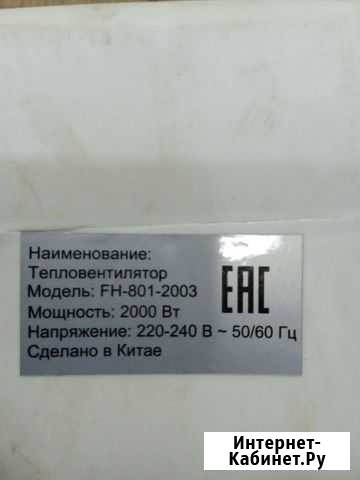 Наименование:
Тепловентилятор
Модель: FH-801-2003
Мощность: 2000 Вт
Напряжение: 220-240 В ~ 50/60 Гц
Сделано в Китае
EAC
Интернет-
Кабинет.Ру